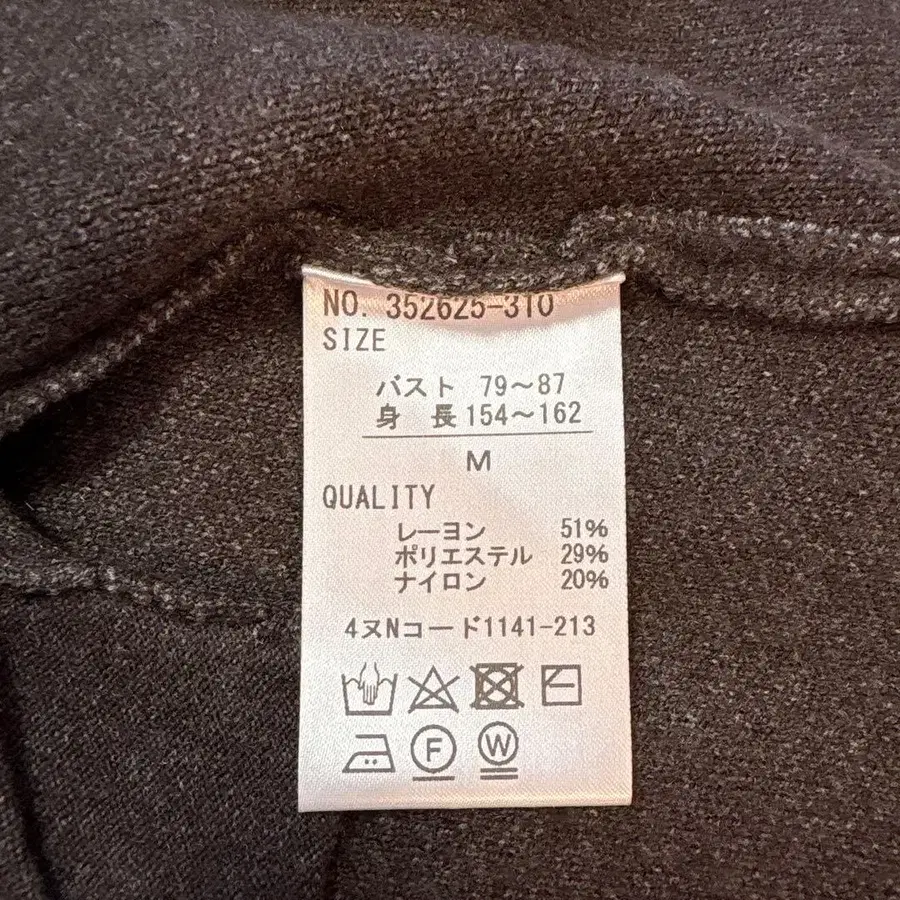 NO. 352625-310
SIZE
バスト 79～87
身 長 154～162
M
QUALITY
レーヨン 51%
ポリエステル 29%
ナイロン 20%
4ヌNコード1141-213
F W